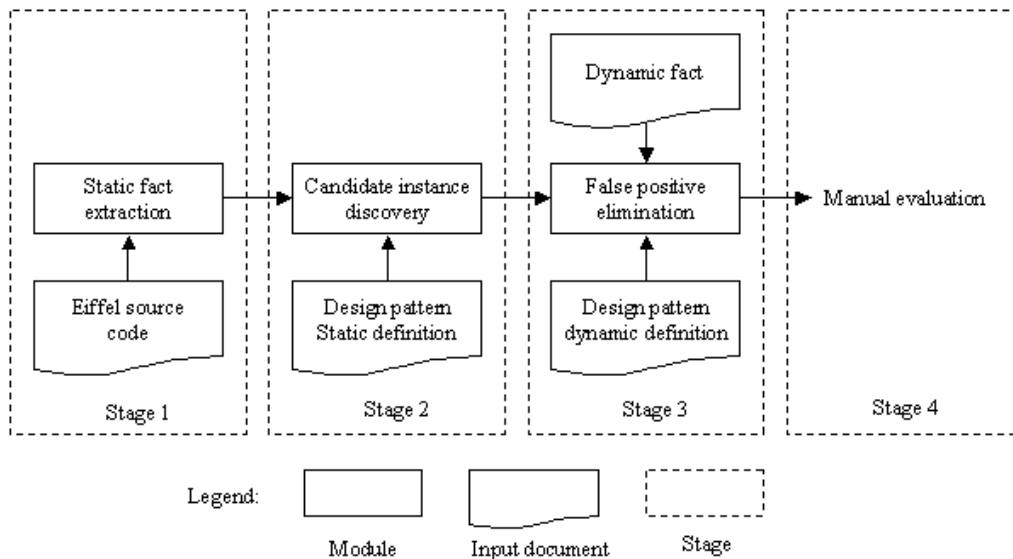 Dynamic fact
Static fact
extraction
Candidate instance
discovery
False positive
elimination
Manual evaluation
Eiffel source
code
Design pattern
Static definition
Design pattern
dynamic definition
Stage 1
Stage 2
Stage 3
Stage 4
Legend:
Module
Input document
Stage